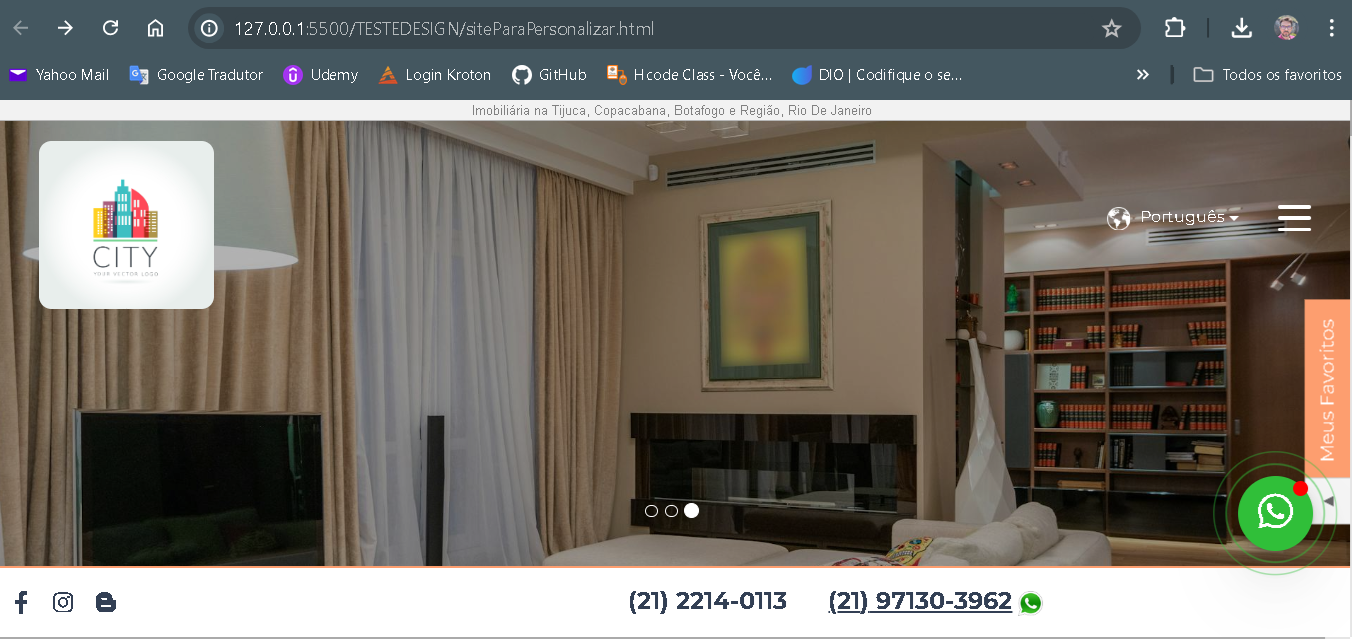 127.0.0.1:5500/TESTEDESIGN/siteParaPersonalizar.html
Yahoo Mail Google Tradutor Udemy Login Kroton GitHub Hcode Class - Você... DIO | Codifique o se... » Todos os favoritos
Imobiliária na Tijuca, Copacabana, Botafogo e Região, Rio De Janeiro
CITY
YOUR VECTOR LOGO
Português
Meus Favoritos
(21) 2214-0113 (21) 97130-3962